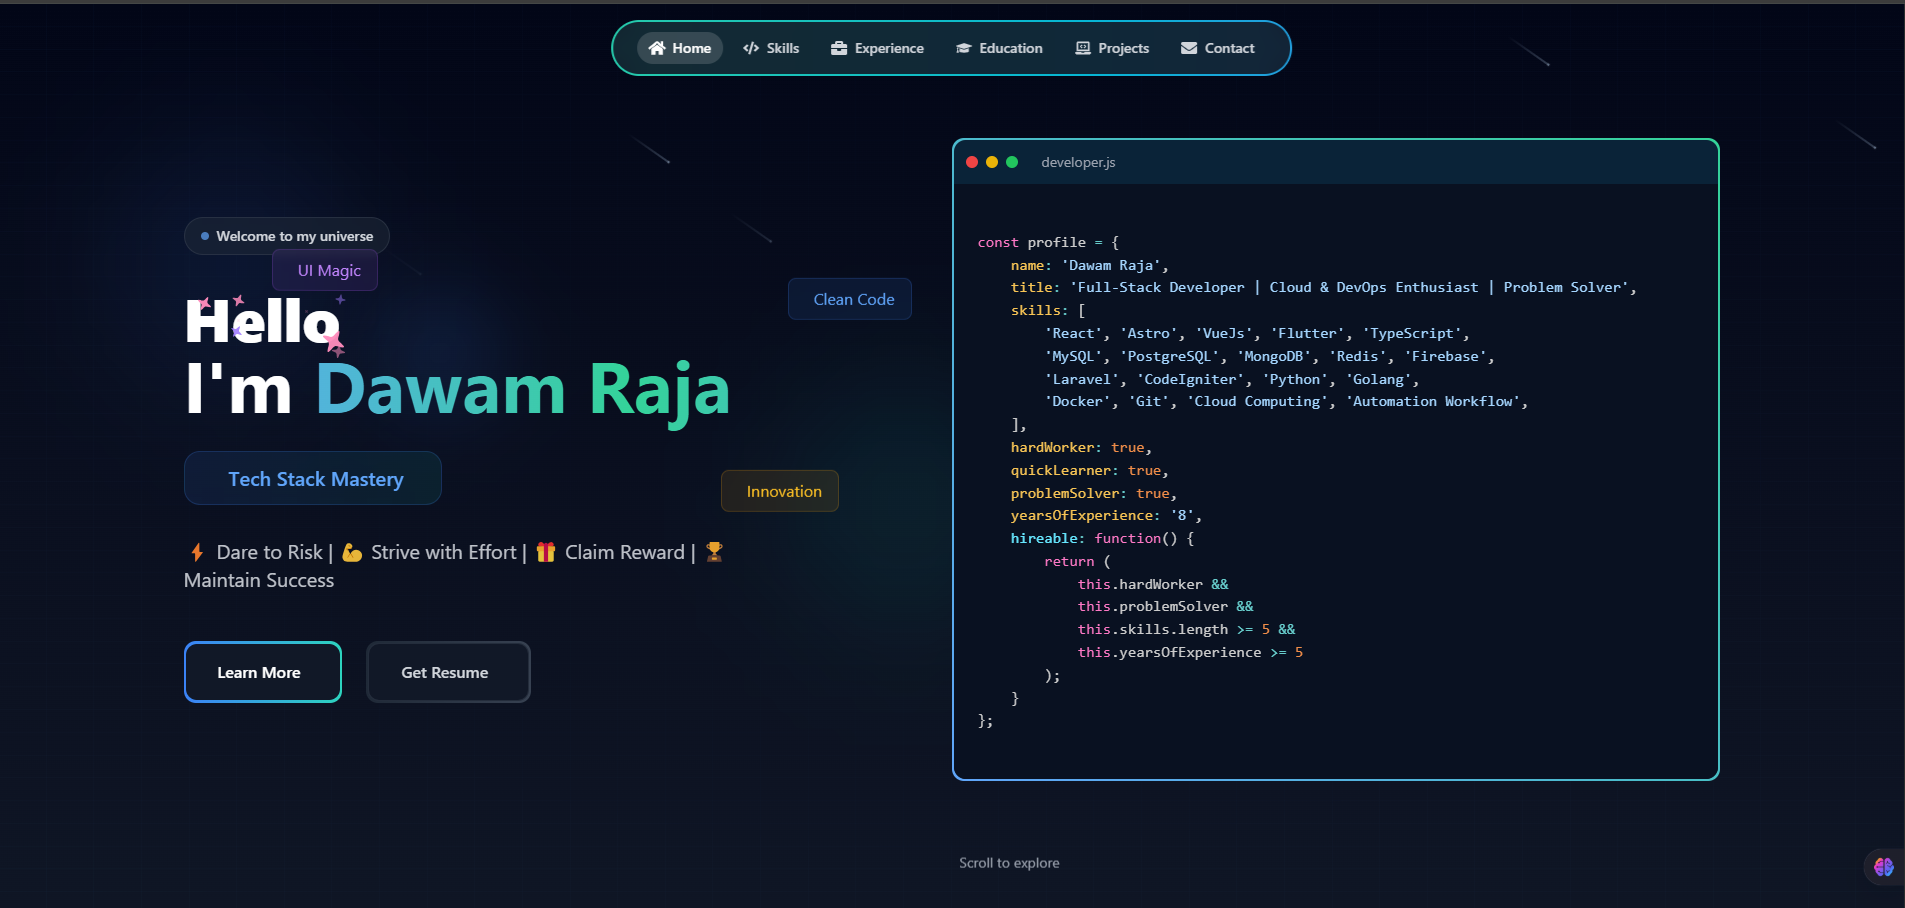 Home Skills Experience Education Projects Contact
Welcome to my universe
UI Magic
Clean Code
Hello
I'm Dawam Raja
Tech Stack Mastery
Innovation
Dare to Risk | 💪 Strive with Effort | 🎁 Claim Reward | 🏆
Maintain Success
Learn More
Get Resume
developer.js
const profile = {
    name: 'Dawam Raja',
    title: 'Full-Stack Developer | Cloud & DevOps Enthusiast | Problem Solver',
    skills: [
        'React', 'Astro', 'VueJs', 'Flutter', 'TypeScript',
        'MySQL', 'PostgreSQL', 'MongoDB', 'Redis', 'Firebase',
        'Laravel', 'CodeIgniter', 'Python', 'Golang',
        'Docker', 'Git', 'Cloud Computing', 'Automation Workflow',
    ],
    hardWorker: true,
    quickLearner: true,
    problemSolver: true,
    yearsOfExperience: '8',
    hireable: function() {
        return (
            this.hardWorker &&
            this.problemSolver &&
            this.skills.length >= 5 &&
            this.yearsOfExperience >= 5
        );
    }
};
Scroll to explore